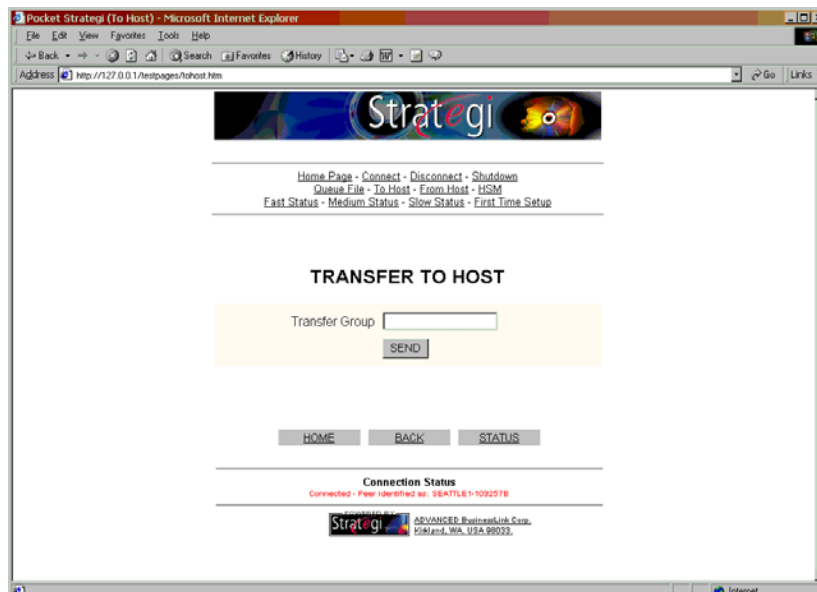 Pocket Strategi (To Host) - Microsoft Internet Explorer
File Edit View Favorites Tools Help
Back Search Favorites History
Address http://127.0.0.1/testpages/tohost.htm Go Links
Strategi
Home Page - Connect - Disconnect - Shutdown
Queue File - To Host - From Host - HSM
Fast Status - Medium Status - Slow Status - First Time Setup
TRANSFER TO HOST
Transfer Group
SEND
HOME BACK STATUS
Connection Status
Connected - Peer identified as: SEATTLE1-109257B
POWERED BY
Strategi
ADVANCED BusinessLink Corp.
Kirkland, WA, USA 98033.
Internet